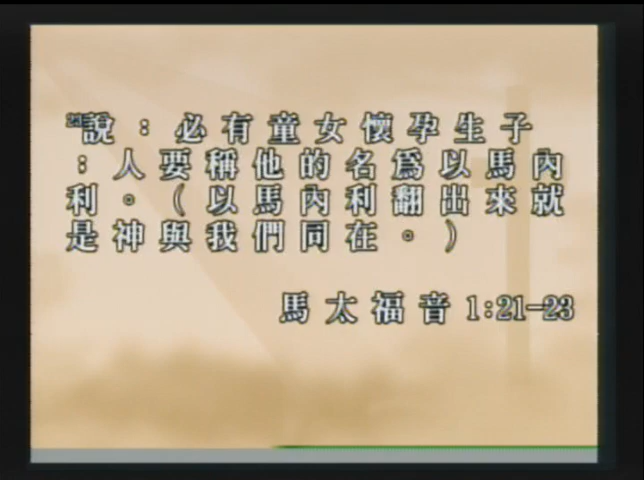 23說：必有童女懷孕生子
；人要稱他的名為以馬內
利。（以馬內利翻出來就
是神與我們同在。）
馬太福音 1:21-23